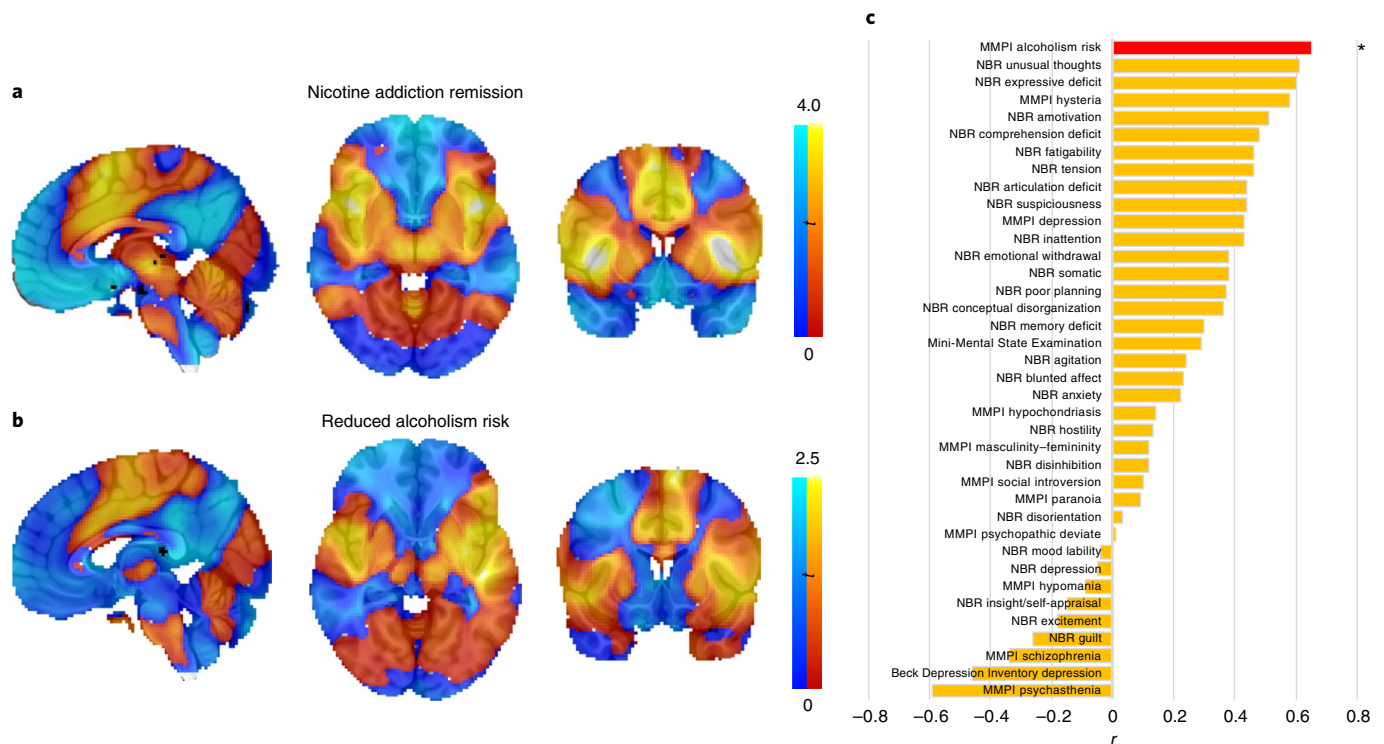 a
Nicotine addiction remission
4.0
t
0
b
Reduced alcoholism risk
2.5
t
0
c
MMPI alcoholism risk
*
NBR unusual thoughts
NBR expressive deficit
MMPI hysteria
NBR amotivation
NBR comprehension deficit
NBR fatigability
NBR tension
NBR articulation deficit
NBR suspiciousness
MMPI depression
NBR inattention
NBR emotional withdrawal
NBR somatic
NBR poor planning
NBR conceptual disorganization
NBR memory deficit
Mini-Mental State Examination
NBR agitation
NBR blunted affect
NBR anxiety
MMPI hypochondriasis
NBR hostility
MMPI masculinity–femininity
NBR disinhibition
MMPI social introversion
MMPI paranoia
NBR disorientation
MMPI psychopathic deviate
NBR mood lability
NBR depression
MMPI hypomania
NBR insight/self-appraisal
NBR excitement
NBR guilt
MMPI schizophrenia
Beck Depression Inventory depression
MMPI psychasthenia
−0.8 −0.6 −0.4 −0.2 0 0.2 0.4 0.6 0.8
r